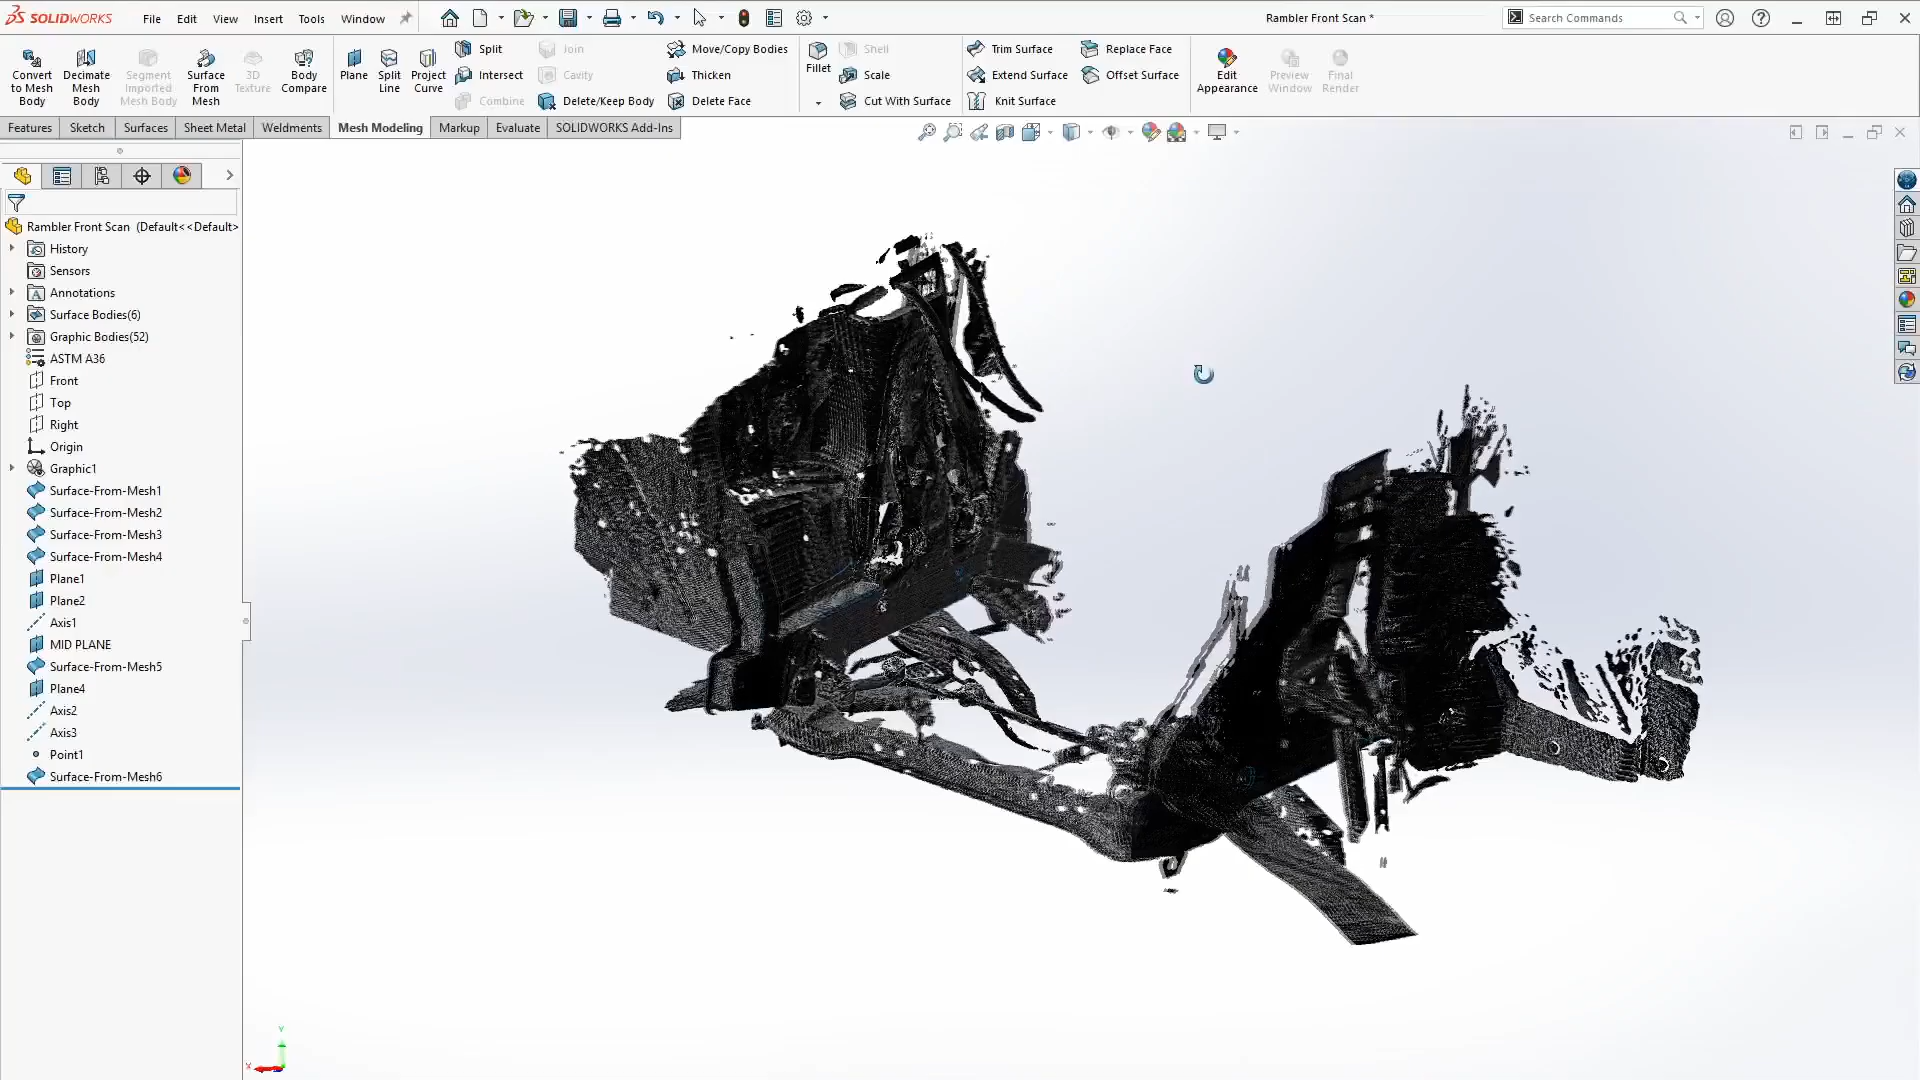 SOLIDWORKS File Edit View Insert Tools Window Rambler Front Scan * Search Commands
Convert to Mesh Body
Decimate Mesh Body
Segment Imported Mesh Body
Surface From Mesh
3D Texture
Body Compare
Plane
Split Line
Project Curve
Split
Intersect
Combine
Join
Cavity
Delete/Keep Body
Move/Copy Bodies
Thicken
Delete Face
Fillet
Shell
Scale
Cut With Surface
Trim Surface
Extend Surface
Knit Surface
Replace Face
Offset Surface
Edit Appearance
Preview Window
Final Render
Features Sketch Surfaces Sheet Metal Weldments Mesh Modeling Markup Evaluate SOLIDWORKS Add-Ins
Rambler Front Scan (Default<<Default>
History
Sensors
Annotations
Surface Bodies(6)
Graphic Bodies(52)
ASTM A36
Front
Top
Right
Origin
Graphic1
Surface-From-Mesh1
Surface-From-Mesh2
Surface-From-Mesh3
Surface-From-Mesh4
Plane1
Plane2
Axis1
MID PLANE
Surface-From-Mesh5
Plane4
Axis2
Axis3
Point1
Surface-From-Mesh6
Y
X